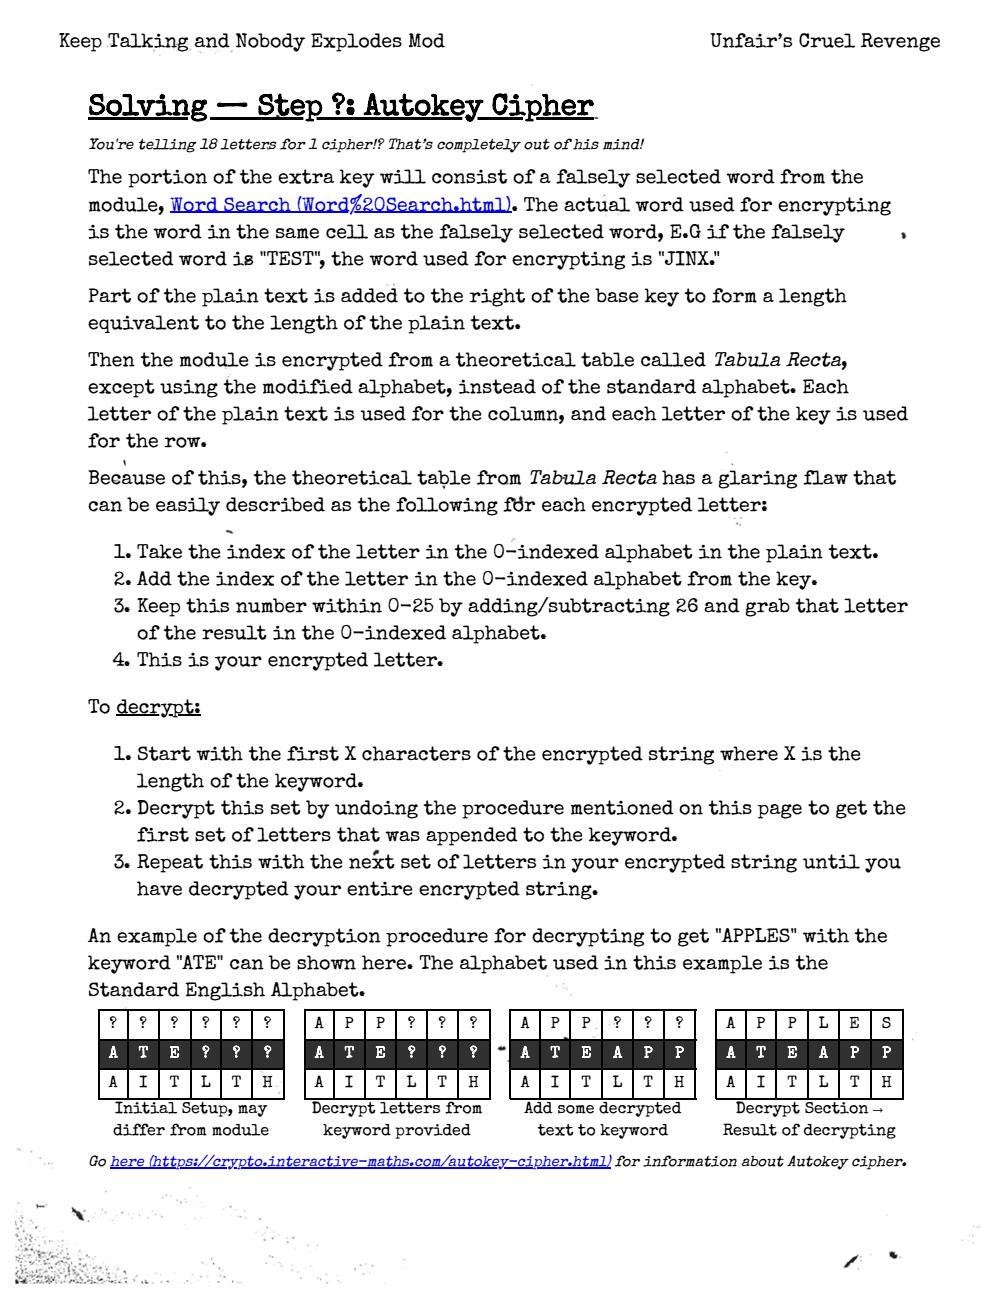 Keep Talking and Nobody Explodes Mod
Unfair's Cruel Revenge
Solving — Step ?: Autokey Cipher
You're telling 18 letters for 1 cipher!? That's completely out of his mind!
The portion of the extra key will consist of a falsely selected word from the
module, Word Search (Word%20Search.html). The actual word used for encrypting
is the word in the same cell as the falsely selected word, E.G if the falsely
selected word is "TEST", the word used for encrypting is "JINX."
Part of the plain text is added to the right of the base key to form a length
equivalent to the length of the plain text.
Then the module is encrypted from a theoretical table called Tabula Recta,
except using the modified alphabet, instead of the standard alphabet. Each
letter of the plain text is used for the column, and each letter of the key is used
for the row.
Because of this, the theoretical table from Tabula Recta has a glaring flaw that
can be easily described as the following for each encrypted letter:
1. Take the index of the letter in the 0-indexed alphabet in the plain text.
2. Add the index of the letter in the 0-indexed alphabet from the key.
3. Keep this number within 0-25 by adding/subtracting 26 and grab that letter
of the result in the 0-indexed alphabet.
4. This is your encrypted letter.
To decrypt:
1. Start with the first X characters of the encrypted string where X is the
length of the keyword.
2. Decrypt this set by undoing the procedure mentioned on this page to get the
first set of letters that was appended to the keyword.
3. Repeat this with the next set of letters in your encrypted string until you
have decrypted your entire encrypted string.
An example of the decryption procedure for decrypting to get "APPLES" with the
keyword "ATE" can be shown here. The alphabet used in this example is the
Standard English Alphabet.
? ? ? ? ? ?
A T E ? ? ?
A I T L T H
Initial Setup, may
differ from module
A P P ? ? ?
A T E ? ? ?
A I T L T H
Decrypt letters from
keyword provided
A P P ? ? ?
A T E A P P
A I T L T H
Add some decrypted
text to keyword
A P P L E S
A T E A P P
A I T L T H
Decrypt Section →
Result of decrypting
Go here (https://crypto.interactive-maths.com/autokey-cipher.html) for information about Autokey cipher.